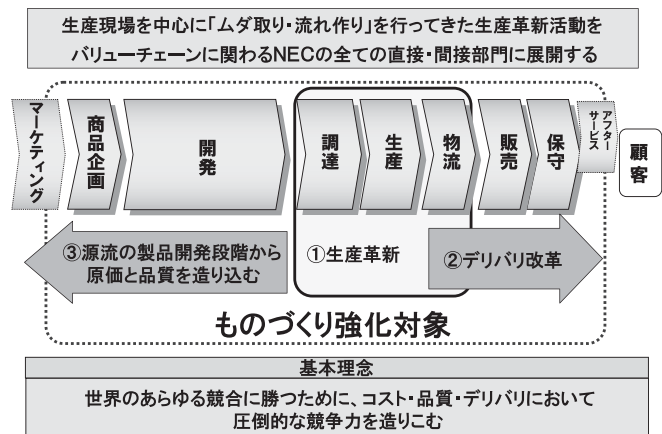 生産現場を中心に「ムダ取り・流れ作り」を行ってきた生産革新活動を
バリューチェーンに関わるNECの全ての直接・間接部門に展開する
マーケティング
商品企画
開発
調達
生産
物流
販売
保守
アフター
サービス
顧客
③源流の製品開発段階から
原価と品質を造り込む
①生産革新
②デリバリ改革
ものづくり強化対象
基本理念
世界のあらゆる競合に勝つために、コスト・品質・デリバリにおいて
圧倒的な競争力を造りこむ